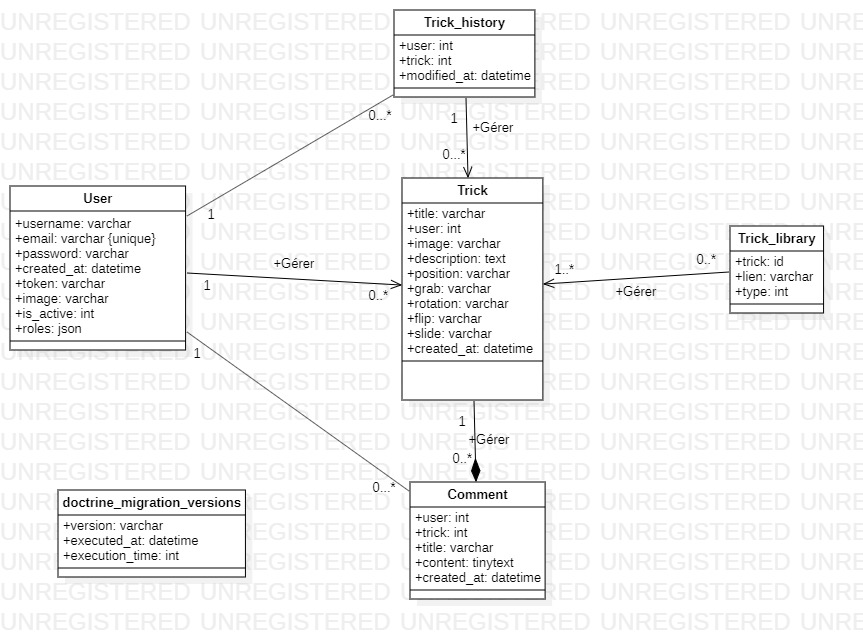 Trick_history
+user: int
+trick: int
+modified_at: datetime
0...*
1
+Gérer
0...*
User
+username: varchar
+email: varchar {unique}
+password: varchar
+created_at: datetime
+token: varchar
+image: varchar
+is_active: int
+roles: json
1
+Gérer
1
0..*
1
Trick
+title: varchar
+user: int
+image: varchar
+description: text
+position: varchar
+grab: varchar
+rotation: varchar
+flip: varchar
+slide: varchar
+created_at: datetime
Trick_library
+trick: id
+lien: varchar
+type: int
0..*
1..*
+Gérer
1
+Gérer
0..*
0...*
Comment
+user: int
+trick: int
+title: varchar
+content: tinytext
+created_at: datetime
doctrine_migration_versions
+version: varchar
+executed_at: datetime
+execution_time: int
UNREGISTERED